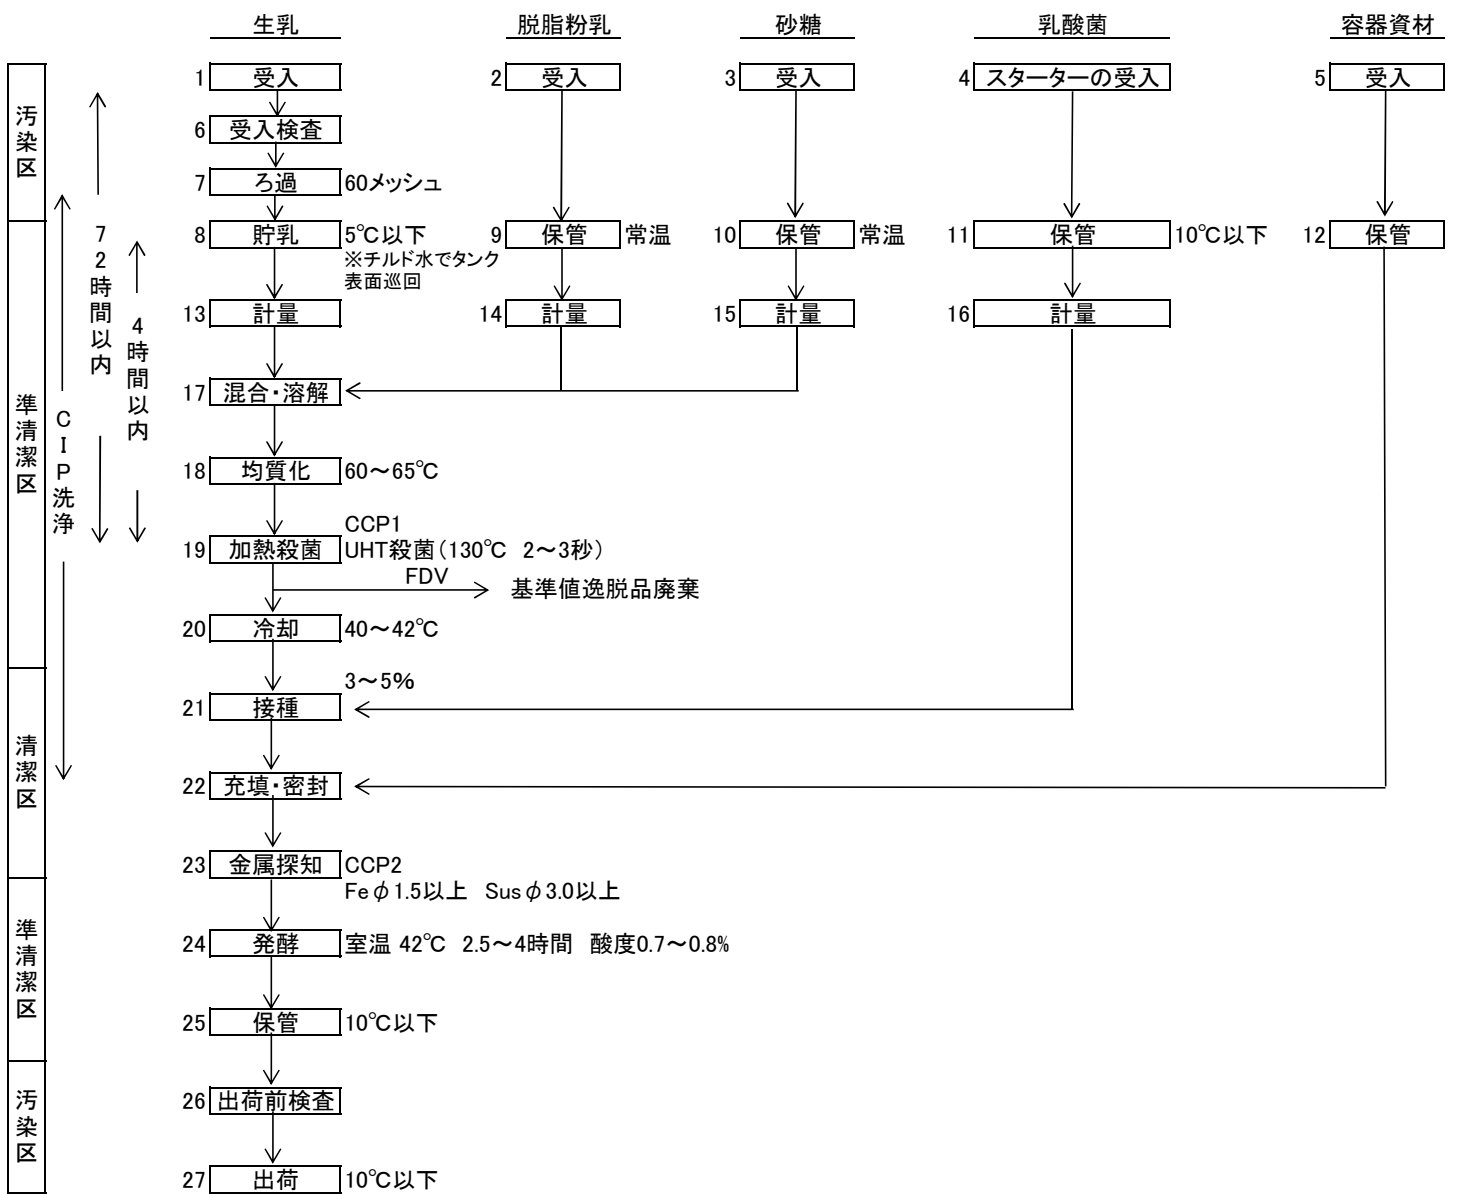 生乳 脱脂粉乳 砂糖 乳酸菌 容器資材
1 受入 2 受入 3 受入 4 スターターの受入 5 受入
6 受入検査
7 ろ過 60メッシュ
8 貯乳 5℃以下 9 保管 常温 10 保管 常温 11 保管 10℃以下 12 保管
※チルド水でタンク
表面巡回
13 計量 14 計量 15 計量 16 計量
17 混合・溶解
18 均質化 60～65℃
CCP1
19 加熱殺菌 UHT殺菌（130℃ 2～3秒）
FDV
基準値逸脱品廃棄
20 冷却 40～42℃
3～5%
21 接種
22 充填・密封
23 金属探知 CCP2
Feφ1.5以上 Susφ3.0以上
24 発酵 室温 42℃ 2.5～4時間 酸度0.7～0.8%
25 保管 10℃以下
26 出荷前検査
27 出荷 10℃以下
汚染区
準清潔区
清潔区
準清潔区
汚染区
CIP洗浄
72時間以内
4時間以内